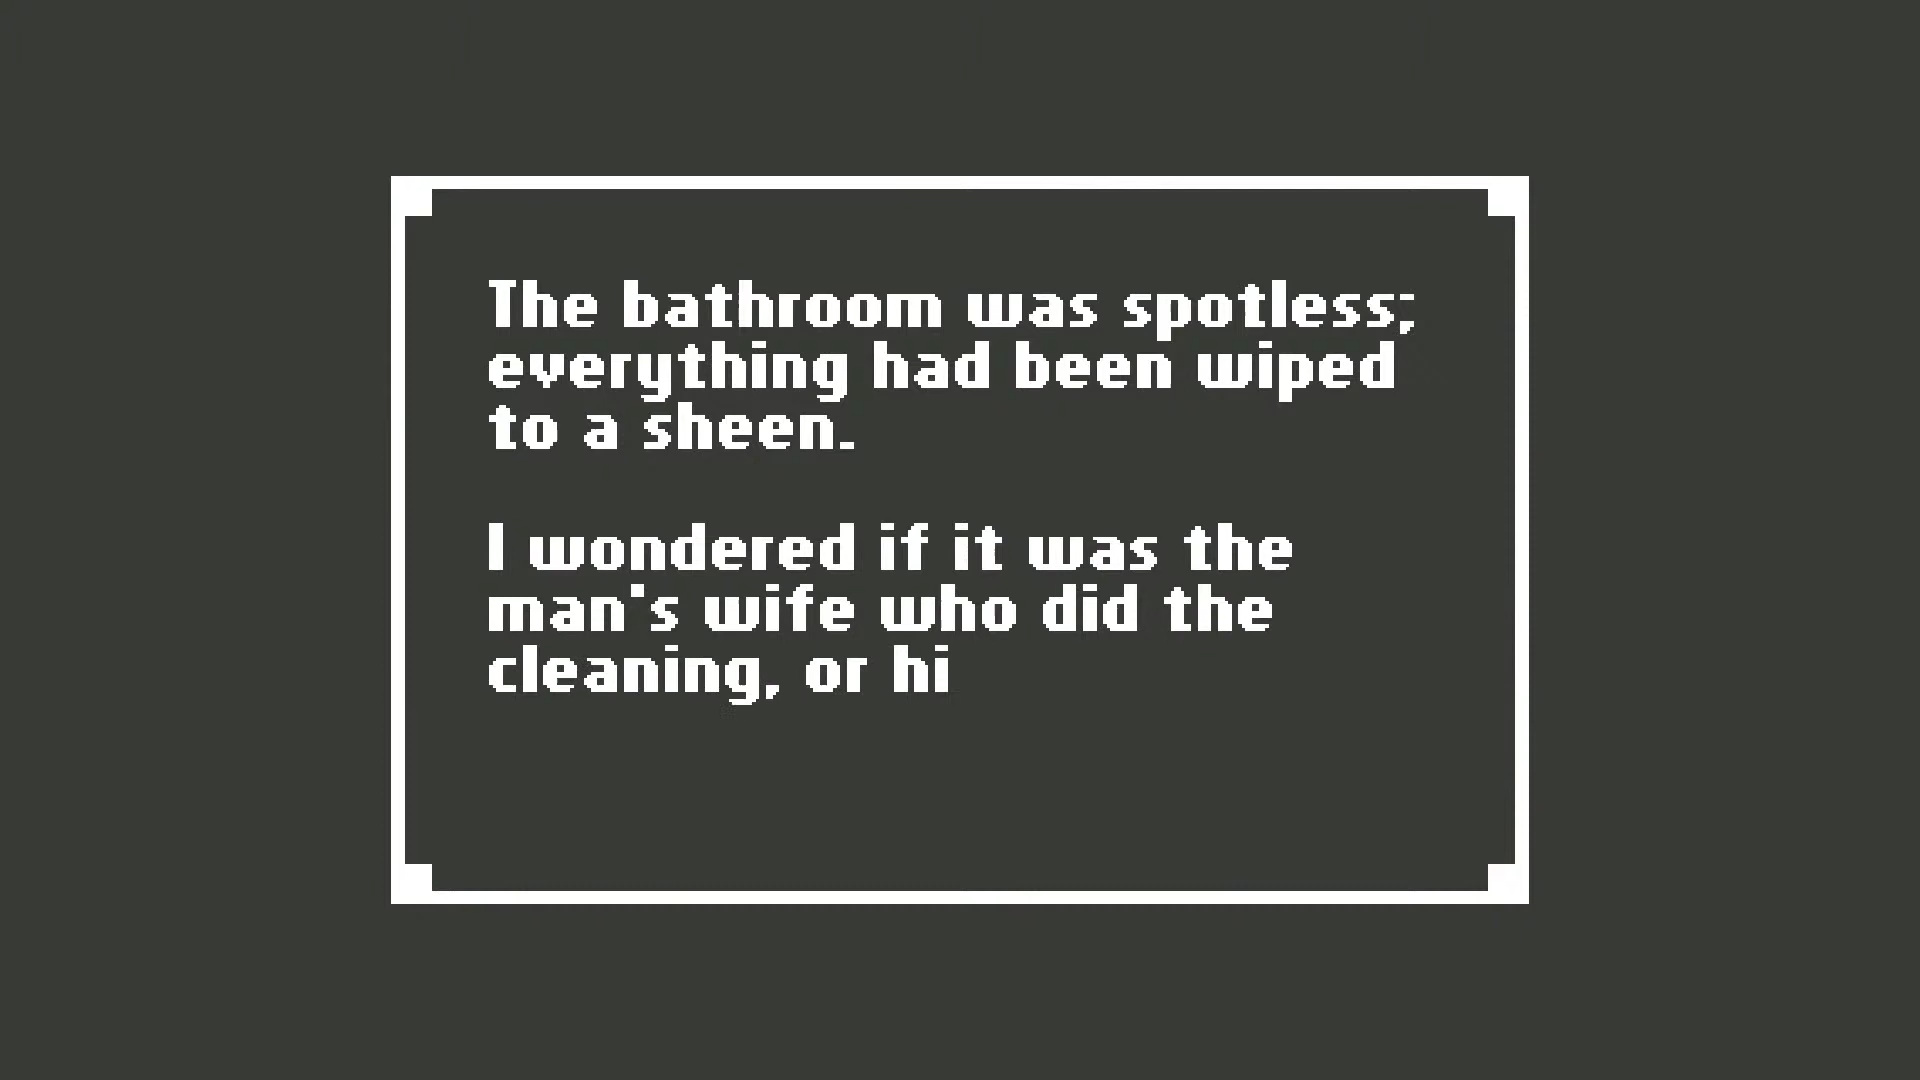 The bathroom was spotless;
everything had been wiped
to a sheen.
I wondered if it was the
man's wife who did the
cleaning, or hi